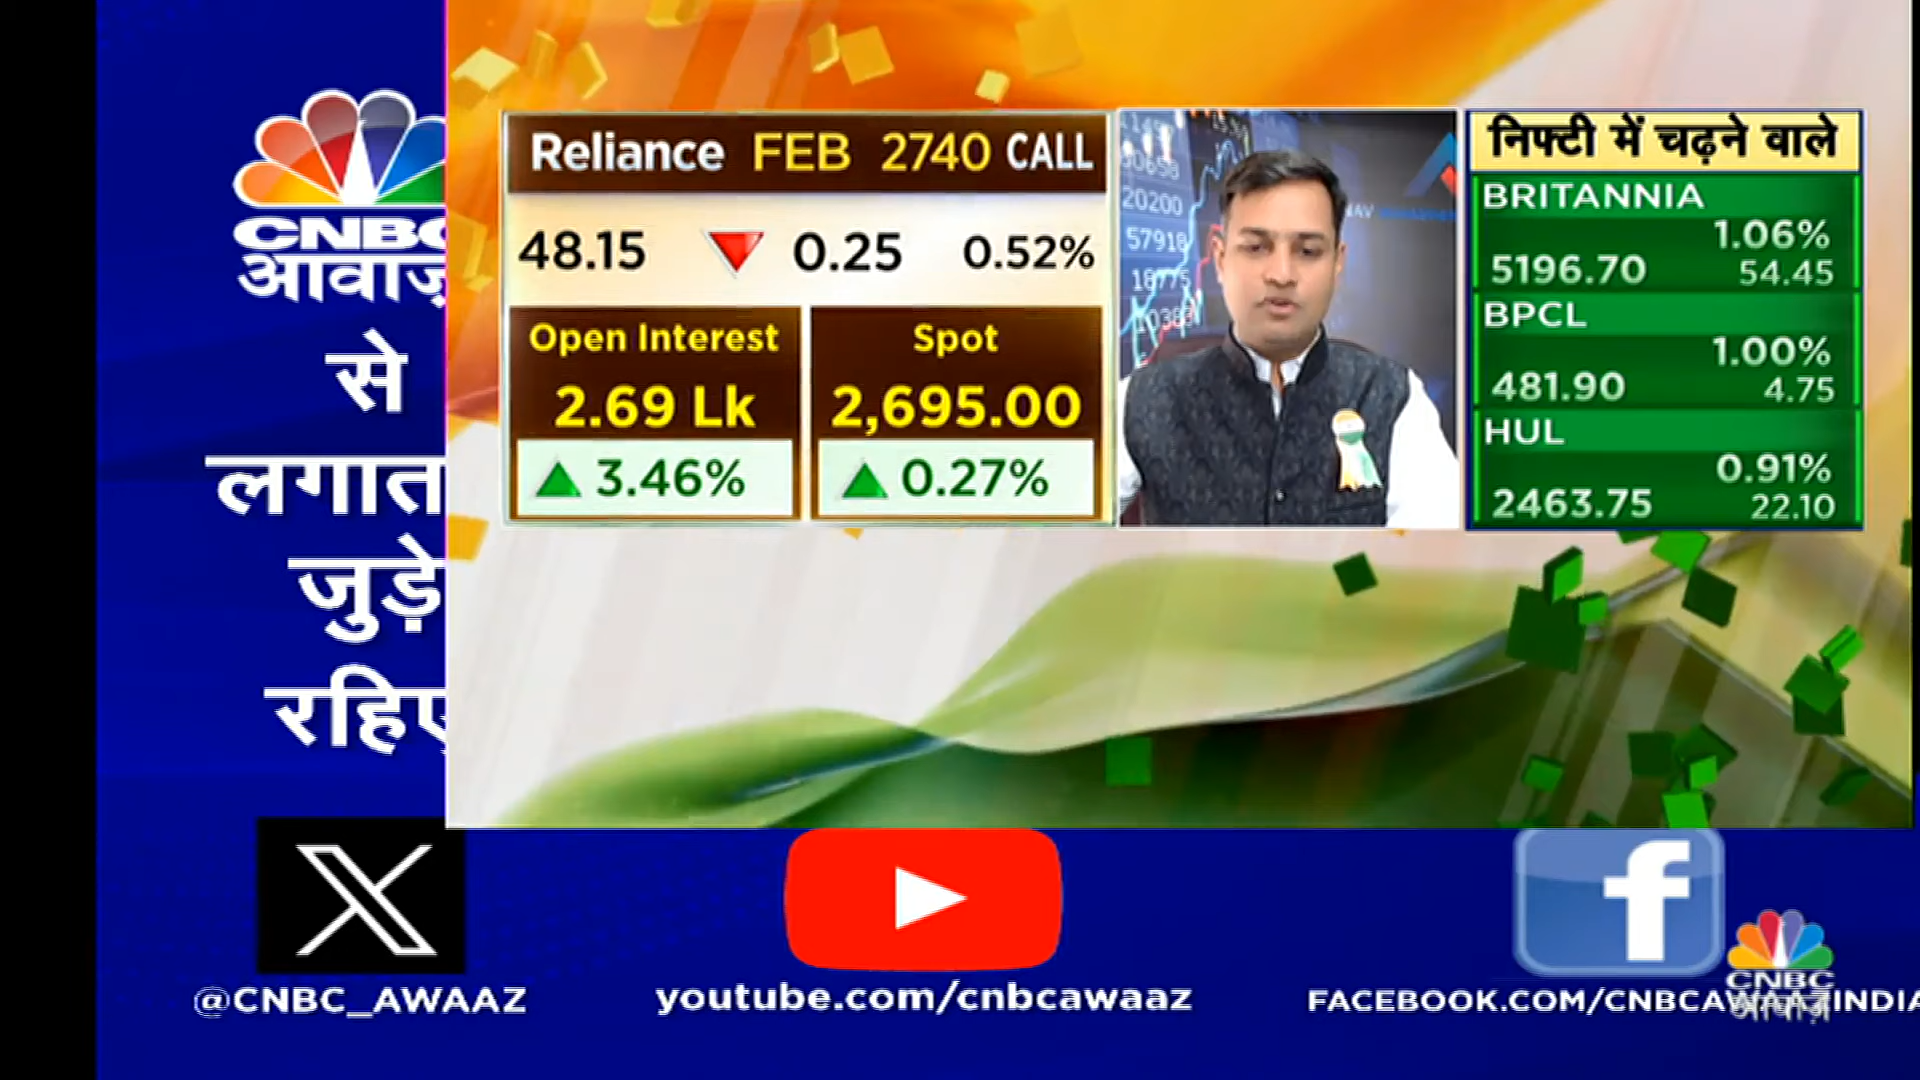 CNBC
आवाज़
से
लगात
जुड़े
रहिए
Reliance FEB 2740 CALL
48.15 0.25 0.52%
Open Interest
2.69 Lk
3.46%
Spot
2,695.00
0.27%
20200
57918
18775
निफ्टी में चढ़ने वाले
BRITANNIA
1.06%
5196.70 54.45
BPCL
1.00%
481.90 4.75
HUL
0.91%
2463.75 22.10
@CNBC_AWAAZ
youtube.com/cnbcawaaz
FACEBOOK.COM/CNBCAWAAZINDIA
CNBC
आवाज़